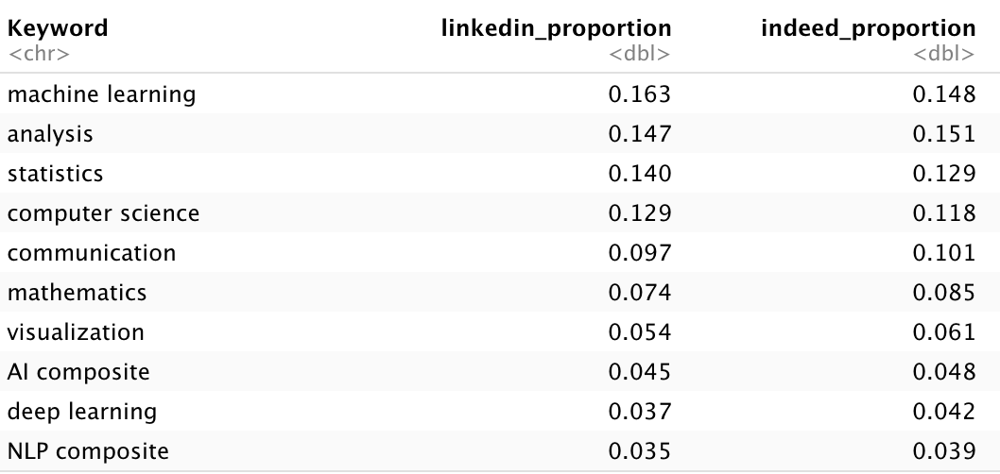 Keyword linkedin_proportion indeed_proportion
<chr> <dbl> <dbl>
machine learning 0.163 0.148
analysis 0.147 0.151
statistics 0.140 0.129
computer science 0.129 0.118
communication 0.097 0.101
mathematics 0.074 0.085
visualization 0.054 0.061
AI composite 0.045 0.048
deep learning 0.037 0.042
NLP composite 0.035 0.039